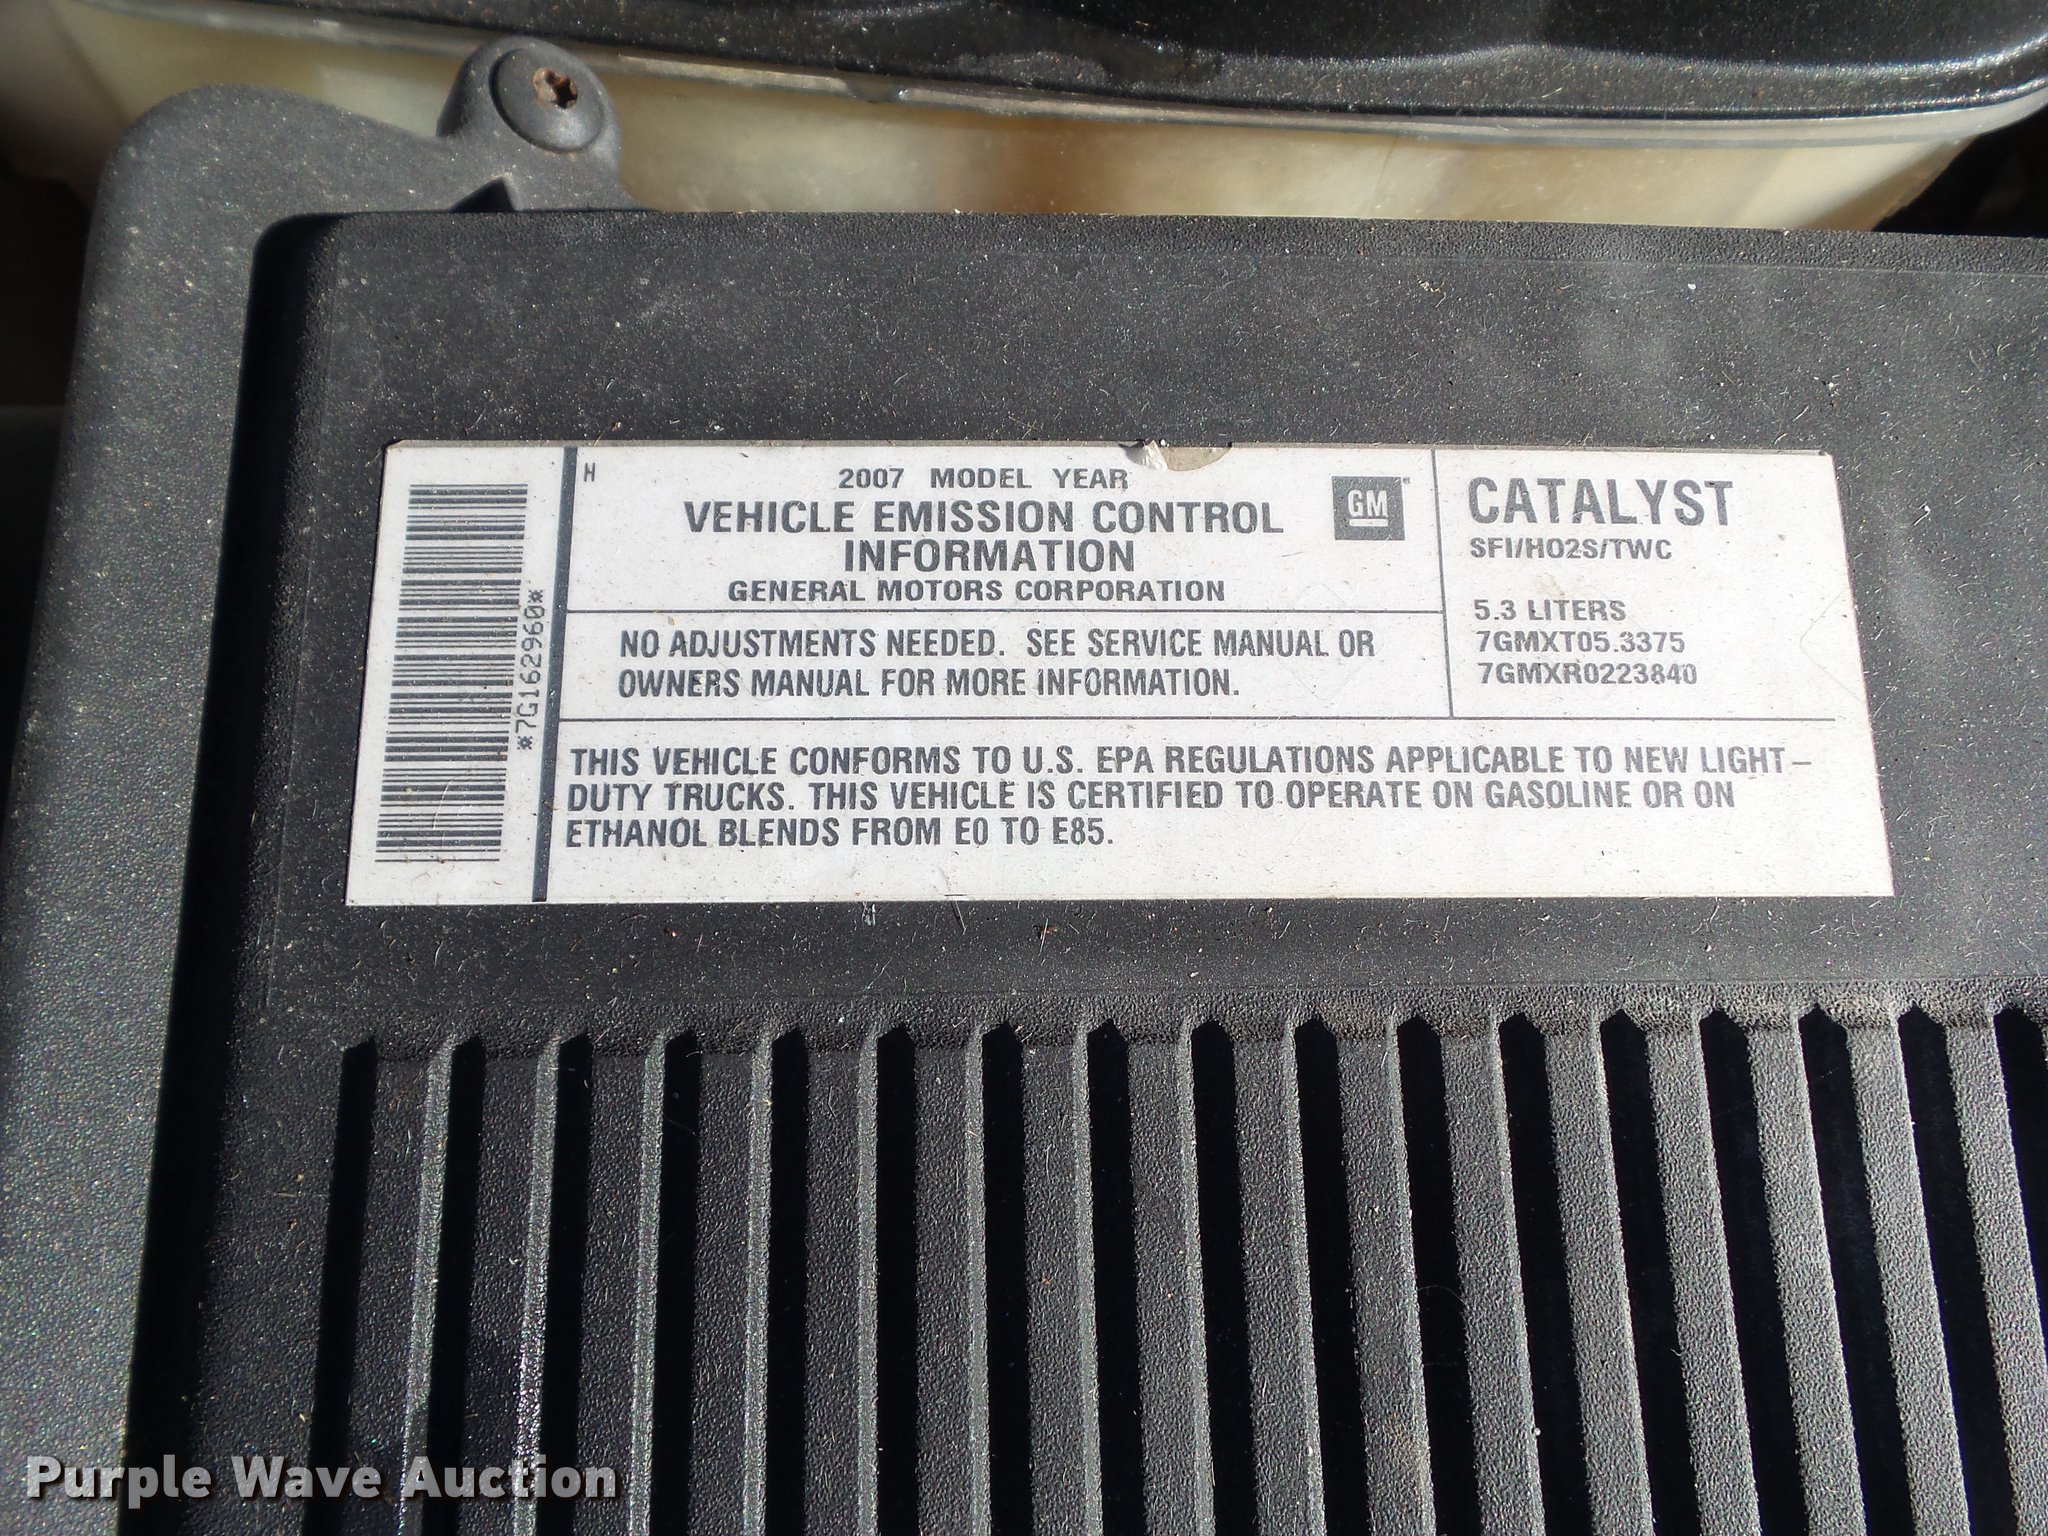 *7G162960*
H
2007 MODEL YEAR
VEHICLE EMISSION CONTROL
INFORMATION
GENERAL MOTORS CORPORATION
GM
NO ADJUSTMENTS NEEDED. SEE SERVICE MANUAL OR
OWNERS MANUAL FOR MORE INFORMATION.
CATALYST
SFI/HO2S/TWC
5.3 LITERS
7GMXT05.3375
7GMXR0223840
THIS VEHICLE CONFORMS TO U.S. EPA REGULATIONS APPLICABLE TO NEW LIGHT-
DUTY TRUCKS. THIS VEHICLE IS CERTIFIED TO OPERATE ON GASOLINE OR ON
ETHANOL BLENDS FROM E0 TO E85.
Purple Wave Auction